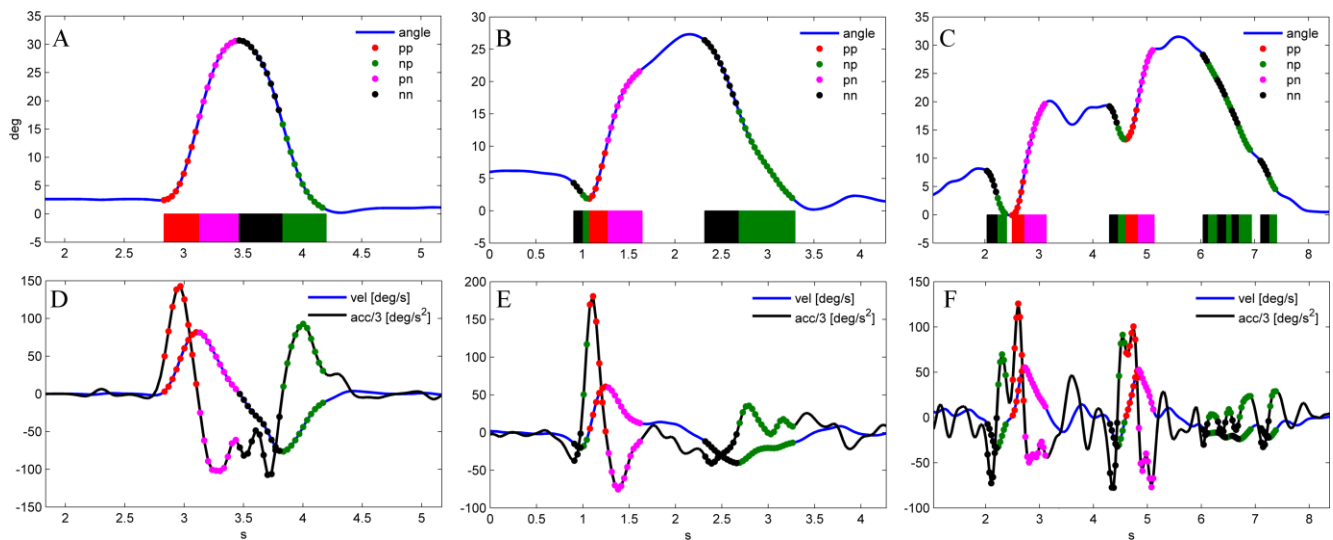 A
angle
pp
np
pn
nn
deg
35
30
25
20
15
10
5
0
-5
2 2.5 3 3.5 4 4.5 5
B
angle
pp
np
pn
nn
30
25
20
15
10
5
0
-5
0 0.5 1 1.5 2 2.5 3 3.5 4
C
angle
pp
np
pn
nn
35
30
25
20
15
10
5
0
-5
2 3 4 5 6 7 8
D
vel [deg/s]
acc/3 [deg/s²]
150
100
50
0
-50
-100
-150
2 2.5 3 3.5 4 4.5 5
s
E
vel [deg/s]
acc/3 [deg/s²]
200
150
100
50
0
-50
-100
0 0.5 1 1.5 2 2.5 3 3.5 4
s
F
vel [deg/s]
acc/3 [deg/s²]
150
100
50
0
-50
-100
2 3 4 5 6 7 8
s